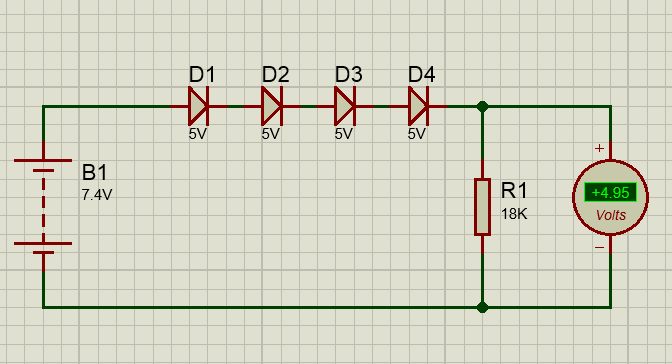 D1 D2 D3 D4
5V 5V 5V 5V
B1
7.4V
R1
18K
+
+4.95
Volts
−